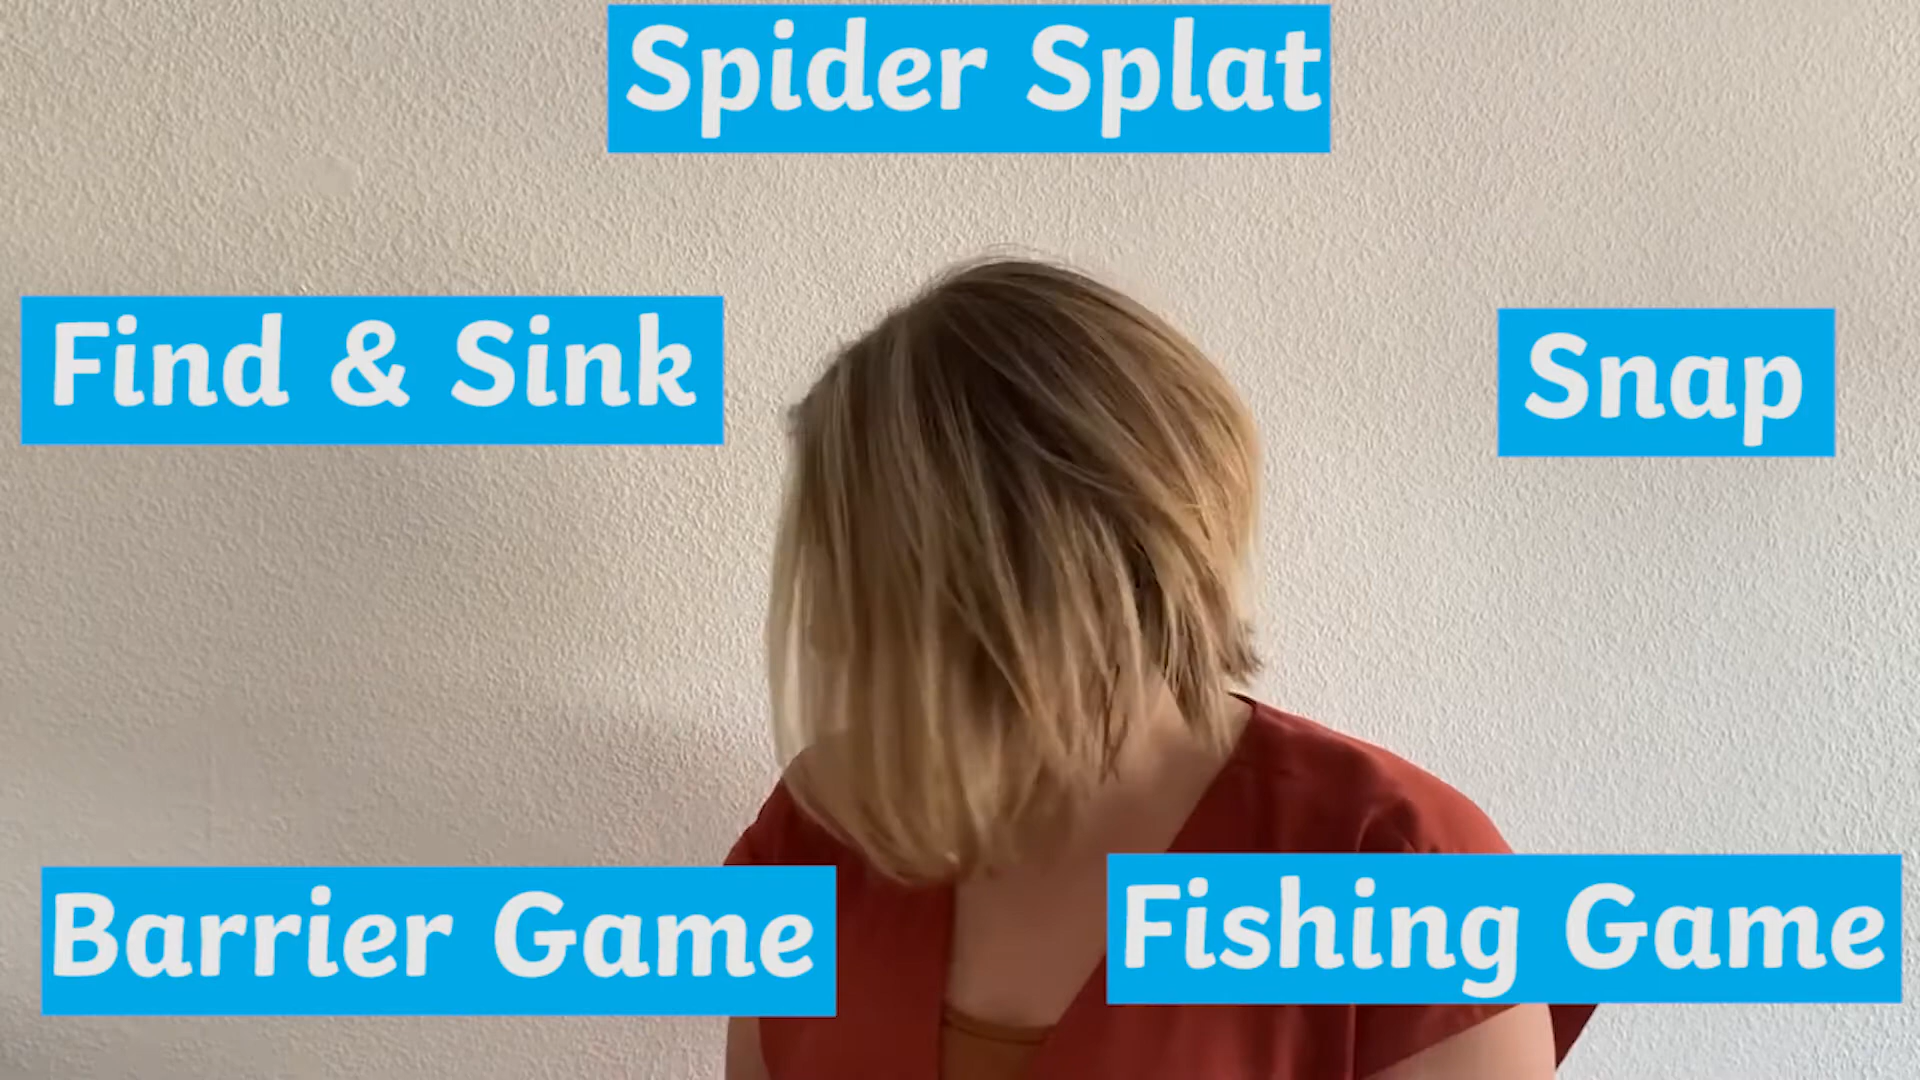 Spider Splat
Find & Sink
Snap
Barrier Game
Fishing Game